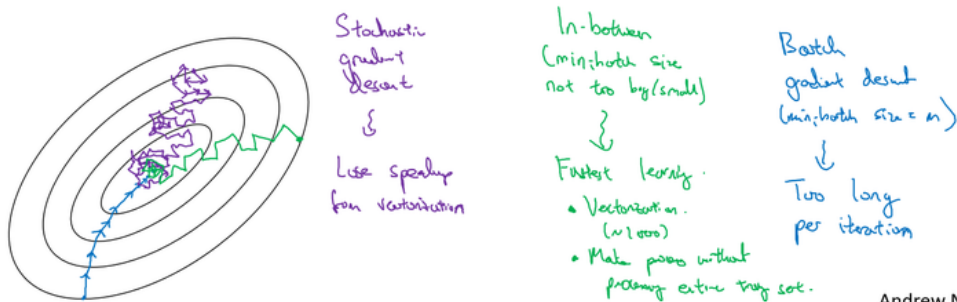 Stochastic
gradient
descent
Lose speedup
from vectorization
In-between
(mini-batch size
not too big/small)
Fastest learning.
• Vectorization.
(~1000)
• Make progress without
processing entire training set.
Batch
gradient descent
(mini-batch size = m)
Too long
per iteration
Andrew N